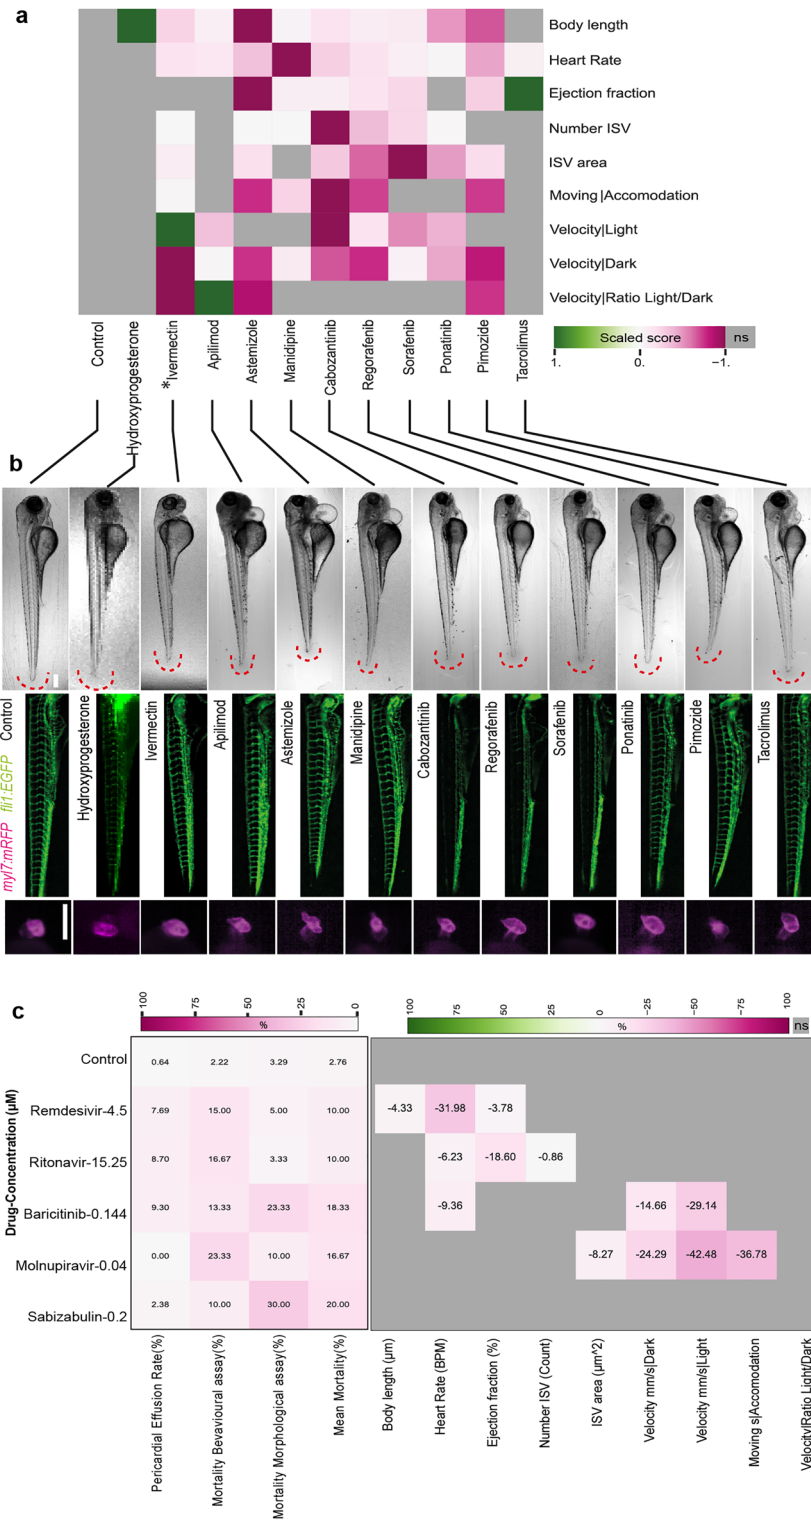 a
Body length
Heart Rate
Ejection fraction
Number ISV
ISV area
Moving|Accomodation
Velocity|Light
Velocity|Dark
Velocity|Ratio Light/Dark
Control
Hydroxyprogesterone
*Ivermectin
Apilimod
Astemizole
Manidipine
Cabozantinib
Regorafenib
Sorafenib
Ponatinib
Pimozide
Tacrolimus
Scaled score
ns
1.
0
−1.
b
myl7:mRFP fli1:EGFP
Control
Hydroxyprogesterone
Ivermectin
Apilimod
Astemizole
Manidipine
Cabozantinib
Regorafenib
Sorafenib
Ponatinib
Pimozide
Tacrolimus
c
100 75 50 25 0
%
100 75 50 25 0 −25 −50 −75 100
%
ns
Drug-Concentration (µM)
Control 0.64 2.22 3.29 2.76
Remdesivir-4.5 7.69 15.00 5.00 10.00 -4.33 -31.98 -3.78
Ritonavir-15.25 8.70 16.67 3.33 10.00 -6.23 -18.60 -0.86
Baricitinib-0.144 9.30 13.33 23.33 18.33 -9.36 -14.66 -29.14
Molnupiravir-0.04 0.00 23.33 10.00 16.67 -8.27 -24.29 -42.48 -36.78
Sabizabulin-0.2 2.38 10.00 30.00 20.00
Pericardial Effusion Rate(%)
Mortality Bevavioural assay(%)
Mortality Morphological assay(%)
Mean Mortality(%)
Body length (µm)
Heart Rate (BPM)
Ejection fraction (%)
Number ISV (Count)
ISV area (µm^2)
Velocity mm/s|Dark
Velocity mm/s|Light
Moving s|Accomodation
Velocity|Ratio Light/Dark